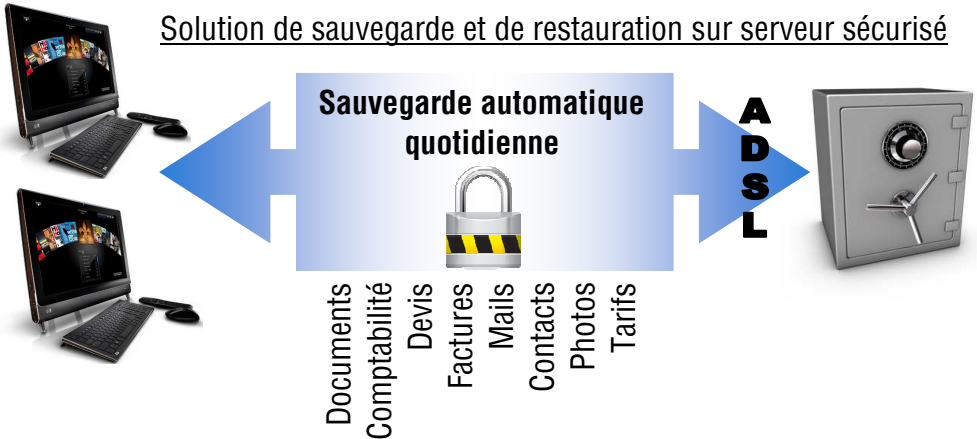 Solution de sauvegarde et de restauration sur serveur sécurisé
Sauvegarde automatique
quotidienne
ADSL
Documents
Comptabilité
Devis
Factures
Mails
Contacts
Photos
Tarifs